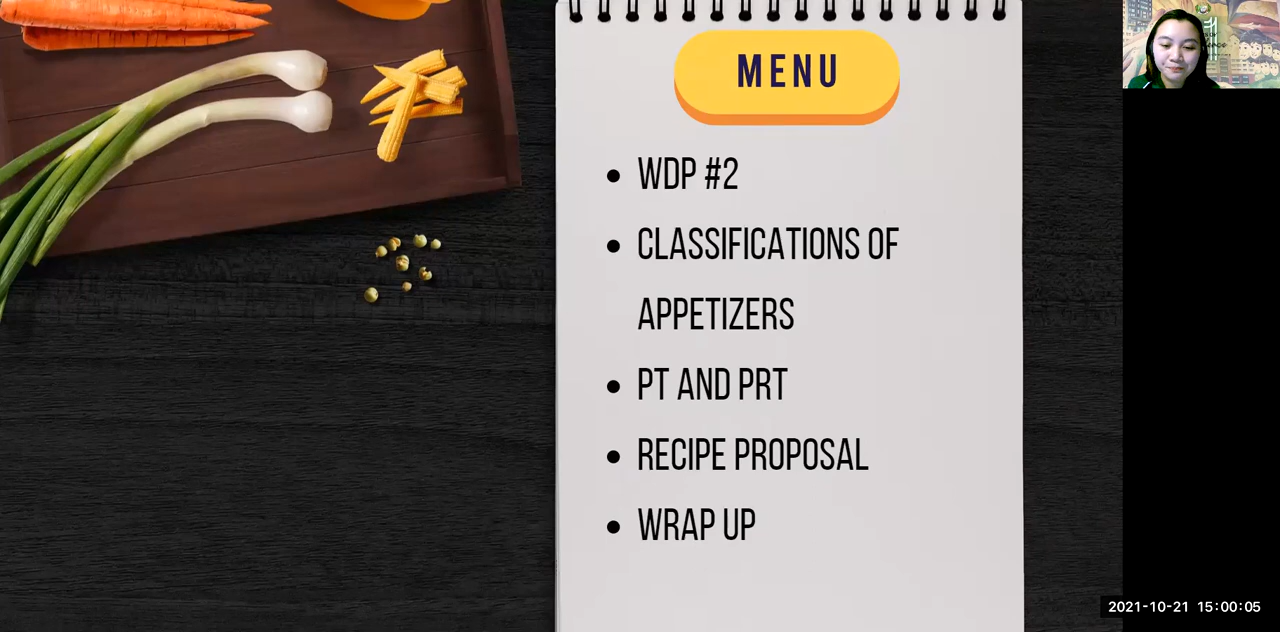 MENU
• WDP #2
• CLASSIFICATIONS OF
APPETIZERS
• PT AND PRT
• RECIPE PROPOSAL
• WRAP UP
2021-10-21 15:00:05